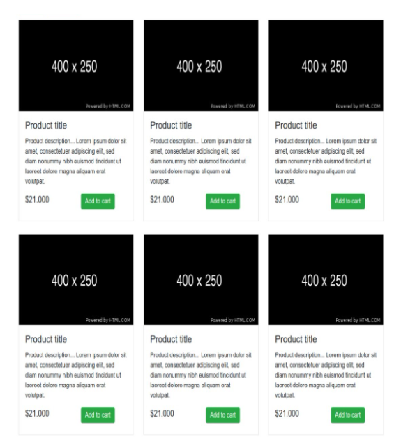 400 x 250
Powered by HTML.COM
Product title
Product description... Lorem ipsum dolor sit
amet, consectetuer adipiscing elit, sed
diam nonummy nibh euismod tincidunt ut
laoreet dolore magna aliquam erat
volutpat.
$21.000
Add to cart
400 x 250
Powered by HTML.COM
Product title
Product description... Lorem ipsum dolor sit
amet, consectetuer adipiscing elit, sed
diam nonummy nibh euismod tincidunt ut
laoreet dolore magna aliquam erat
volutpat.
$21.000
Add to cart
400 x 250
Powered by HTML.COM
Product title
Product description... Lorem ipsum dolor sit
amet, consectetuer adipiscing elit, sed
diam nonummy nibh euismod tincidunt ut
laoreet dolore magna aliquam erat
volutpat.
$21.000
Add to cart
400 x 250
Powered by HTML.COM
Product title
Product description... Lorem ipsum dolor sit
amet, consectetuer adipiscing elit, sed
diam nonummy nibh euismod tincidunt ut
laoreet dolore magna aliquam erat
volutpat.
$21.000
Add to cart
400 x 250
Powered by HTML.COM
Product title
Product description... Lorem ipsum dolor sit
amet, consectetuer adipiscing elit, sed
diam nonummy nibh euismod tincidunt ut
laoreet dolore magna aliquam erat
volutpat.
$21.000
Add to cart
400 x 250
Powered by HTML.COM
Product title
Product description... Lorem ipsum dolor sit
amet, consectetuer adipiscing elit, sed
diam nonummy nibh euismod tincidunt ut
laoreet dolore magna aliquam erat
volutpat.
$21.000
Add to cart